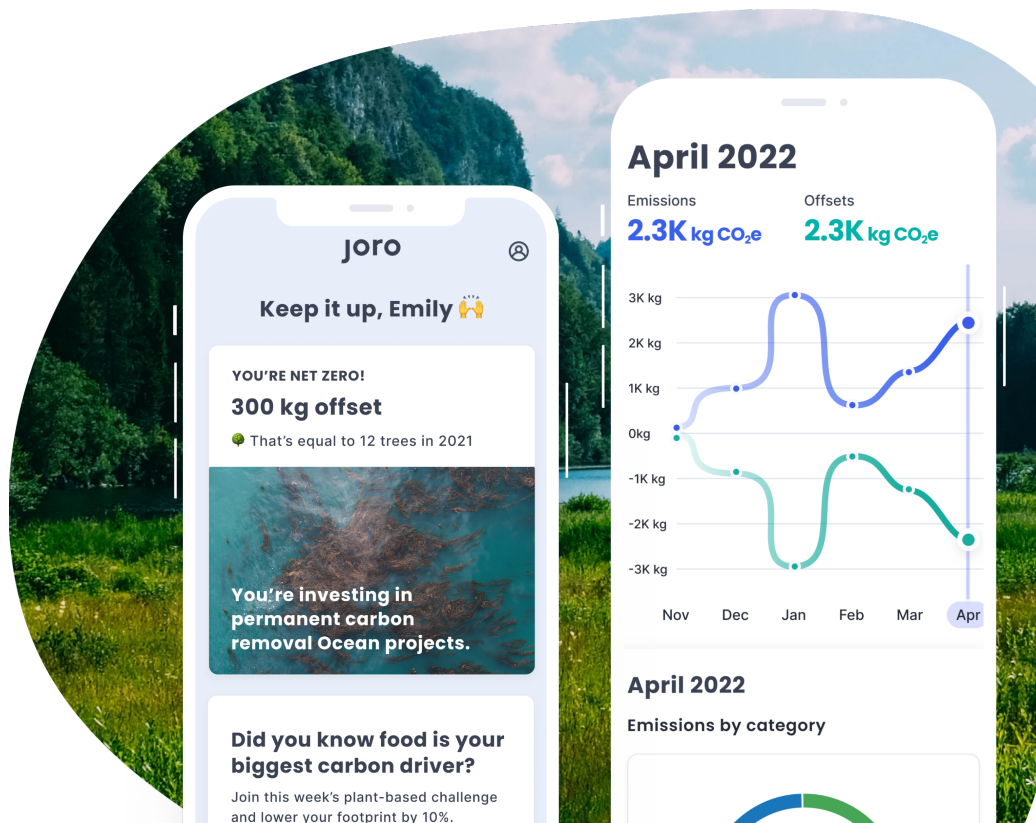 joro
Keep it up, Emily 🙌
YOU’RE NET ZERO!
300 kg offset
🌳 That’s equal to 12 trees in 2021
You’re investing in
permanent carbon
removal Ocean projects.
Did you know food is your
biggest carbon driver?
Join this week’s plant-based challenge
and lower your footprint by 10%.
April 2022
Emissions Offsets
2.3K kg CO₂e 2.3K kg CO₂e
3K kg
2K kg
1K kg
0kg
-1K kg
-2K kg
-3K kg
Nov Dec Jan Feb Mar Apr
April 2022
Emissions by category